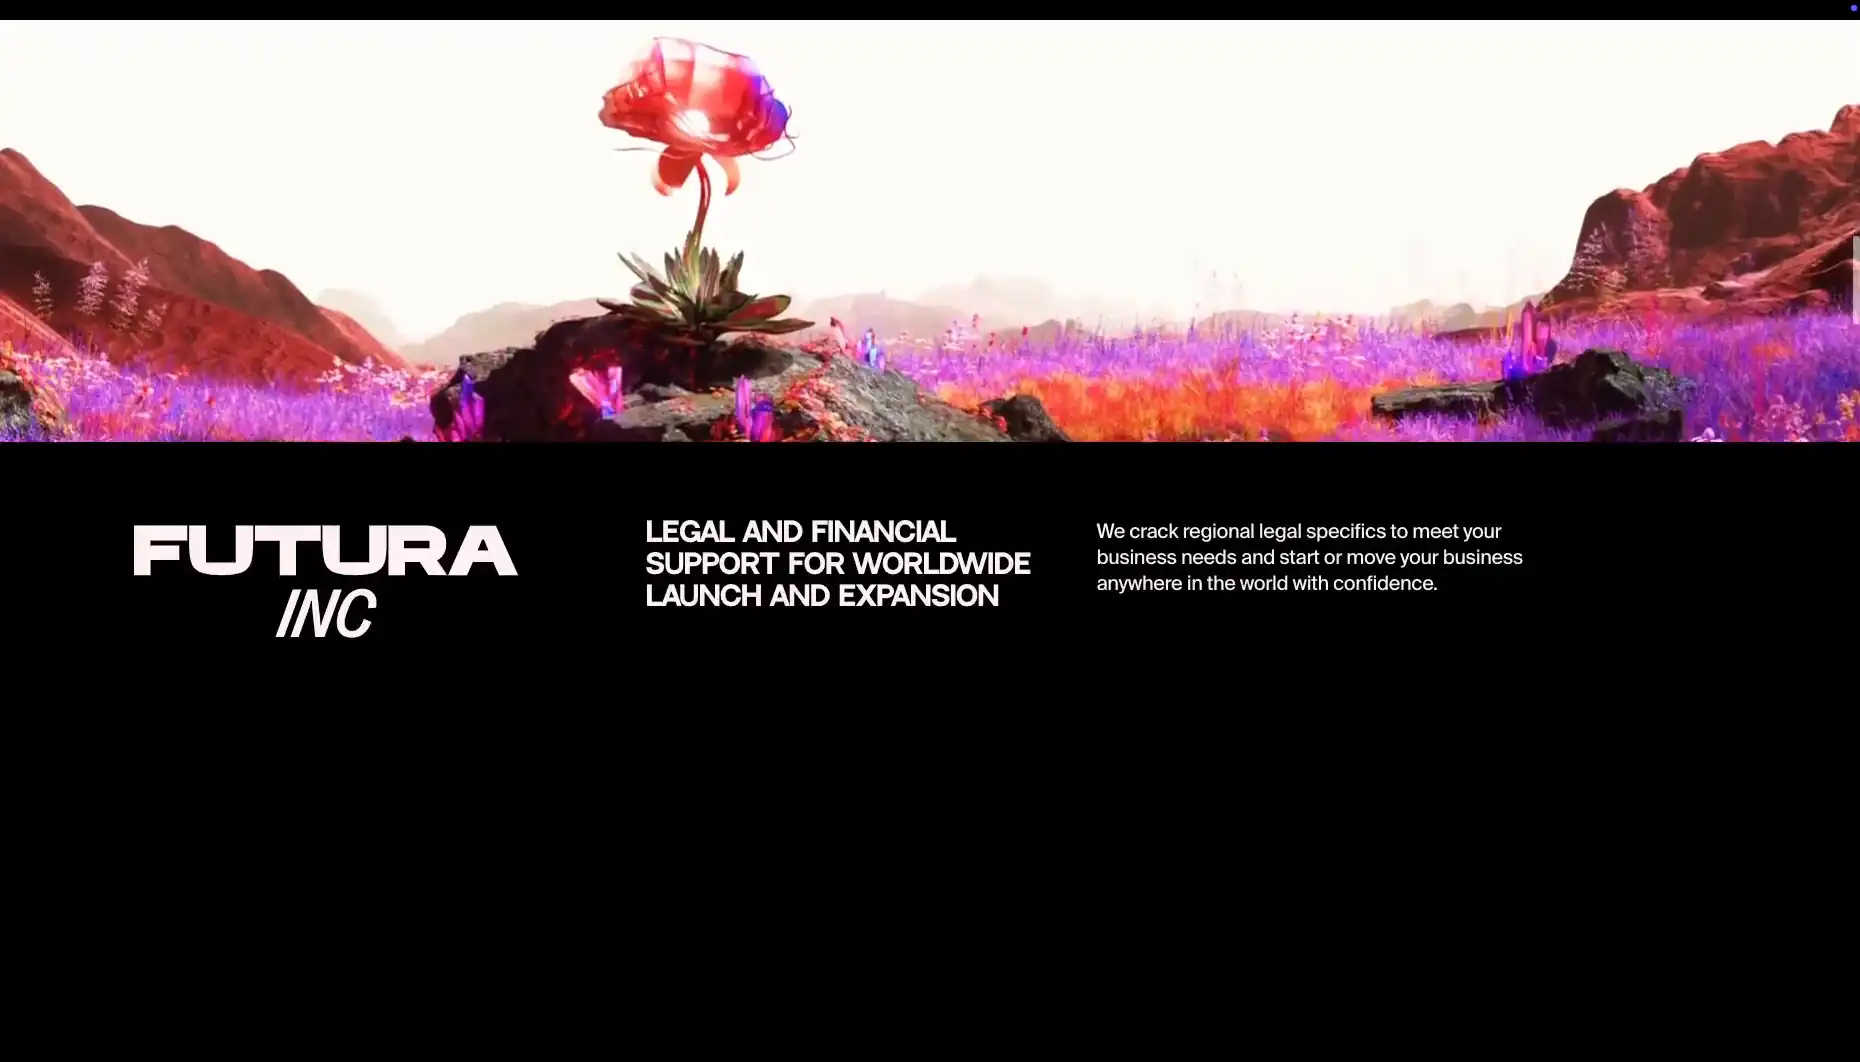 FUTURA
INC
LEGAL AND FINANCIAL
SUPPORT FOR WORLDWIDE
LAUNCH AND EXPANSION
We crack regional legal specifics to meet your
business needs and start or move your business
anywhere in the world with confidence.